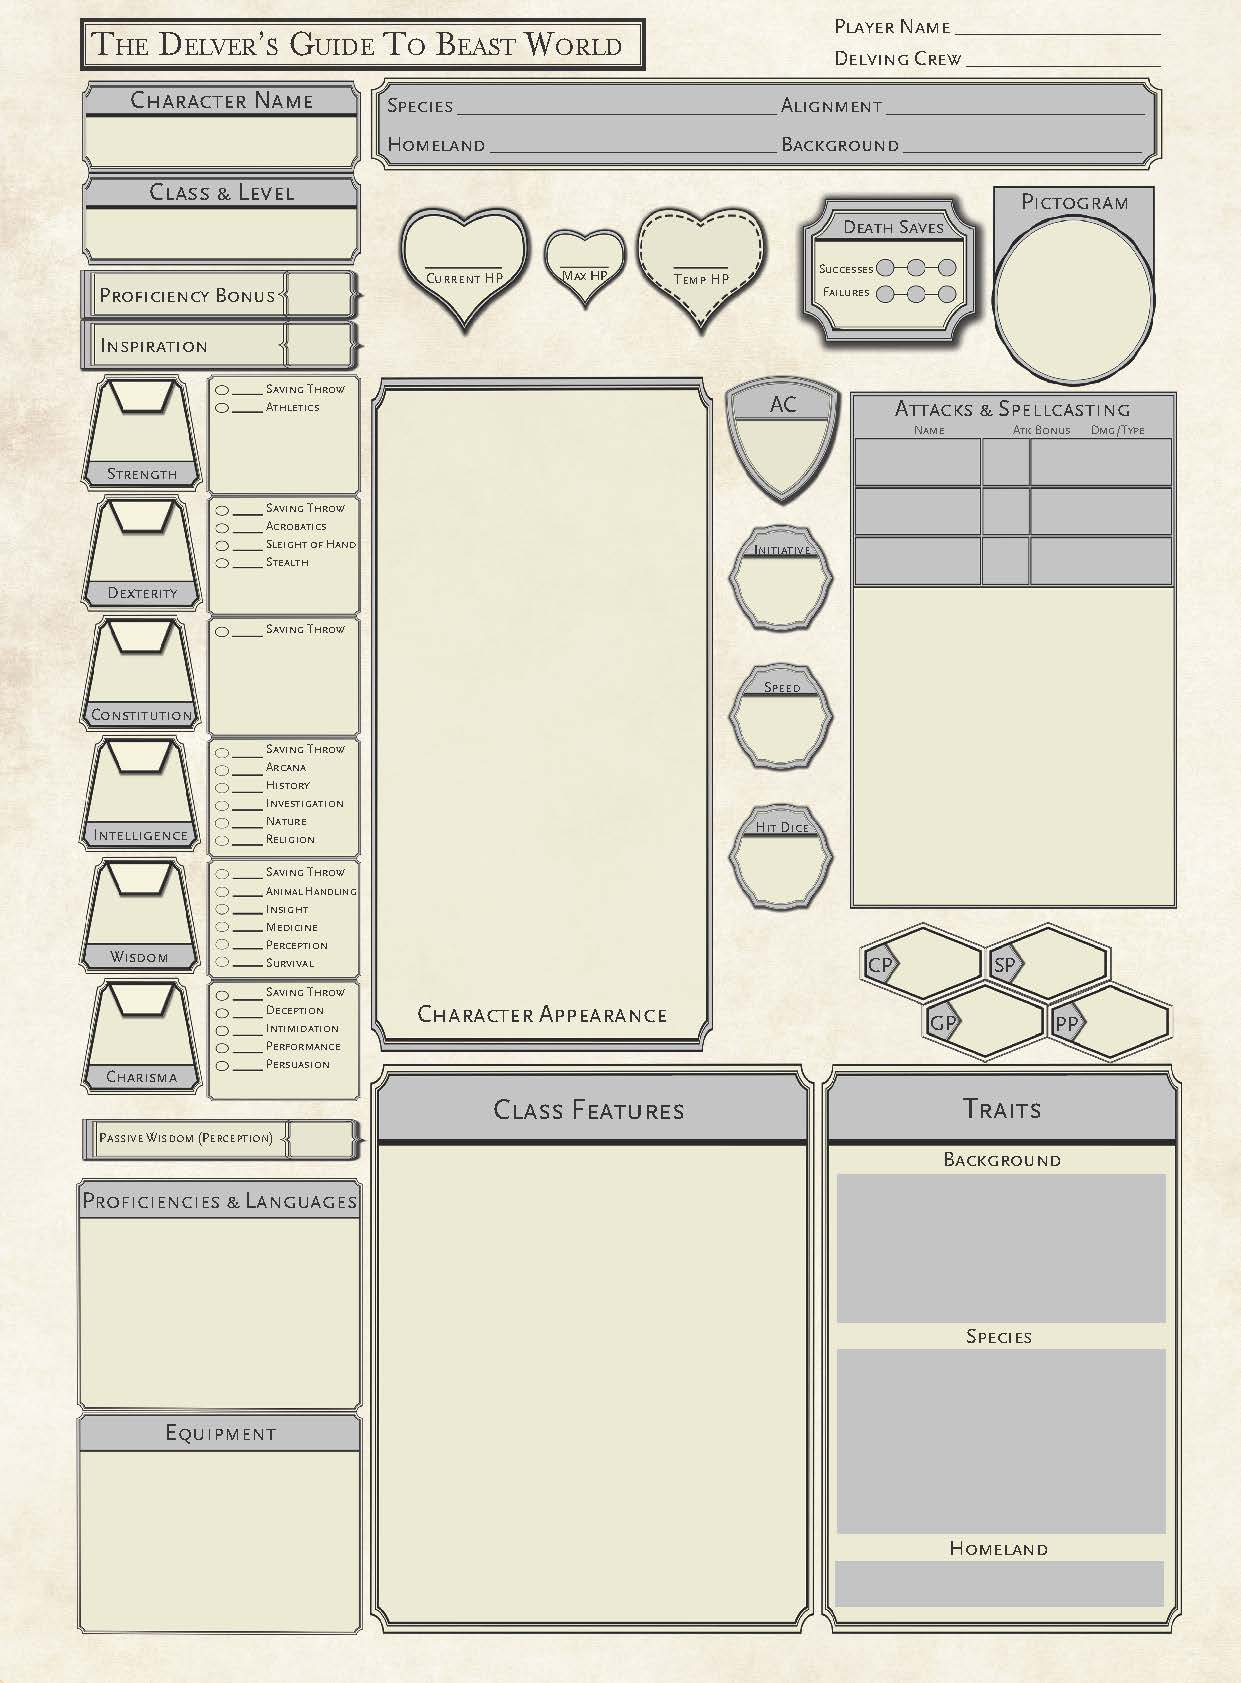 The Delver's Guide To Beast World
Player Name
Delving Crew
Character Name
Species
Alignment
Homeland
Background
Class & Level
Current HP
Max HP
Temp HP
Death Saves
Successes
Failures
Pictogram
Proficiency Bonus
Inspiration
Strength
Saving Throw
Athletics
Dexterity
Saving Throw
Acrobatics
Sleight of Hand
Stealth
Constitution
Saving Throw
Intelligence
Saving Throw
Arcana
History
Investigation
Nature
Religion
Wisdom
Saving Throw
Animal Handling
Insight
Medicine
Perception
Survival
Charisma
Saving Throw
Deception
Intimidation
Performance
Persuasion
Passive Wisdom (Perception)
Proficiencies & Languages
Equipment
Character Appearance
AC
Initiative
Speed
Hit Dice
Attacks & Spellcasting
Name Atk Bonus Dmg/Type
CP
SP
GP
PP
Class Features
Traits
Background
Species
Homeland